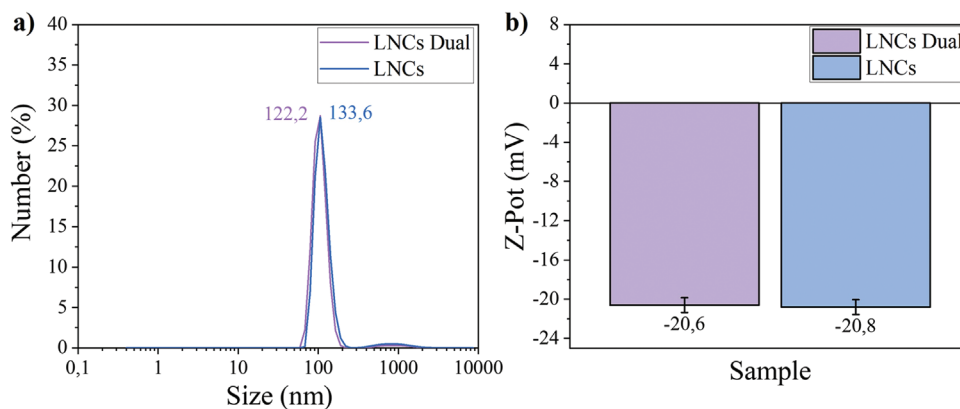 a)
40
35
30
25
20
15
10
5
0
Number (%)
LNCs Dual
LNCs
122,2 133,6
0,1 1 10 100 1000 10000
Size (nm)
b)
8
4
0
-4
-8
-12
-16
-20
-24
Z-Pot (mV)
LNCs Dual
LNCs
-20,6 -20,8
Sample